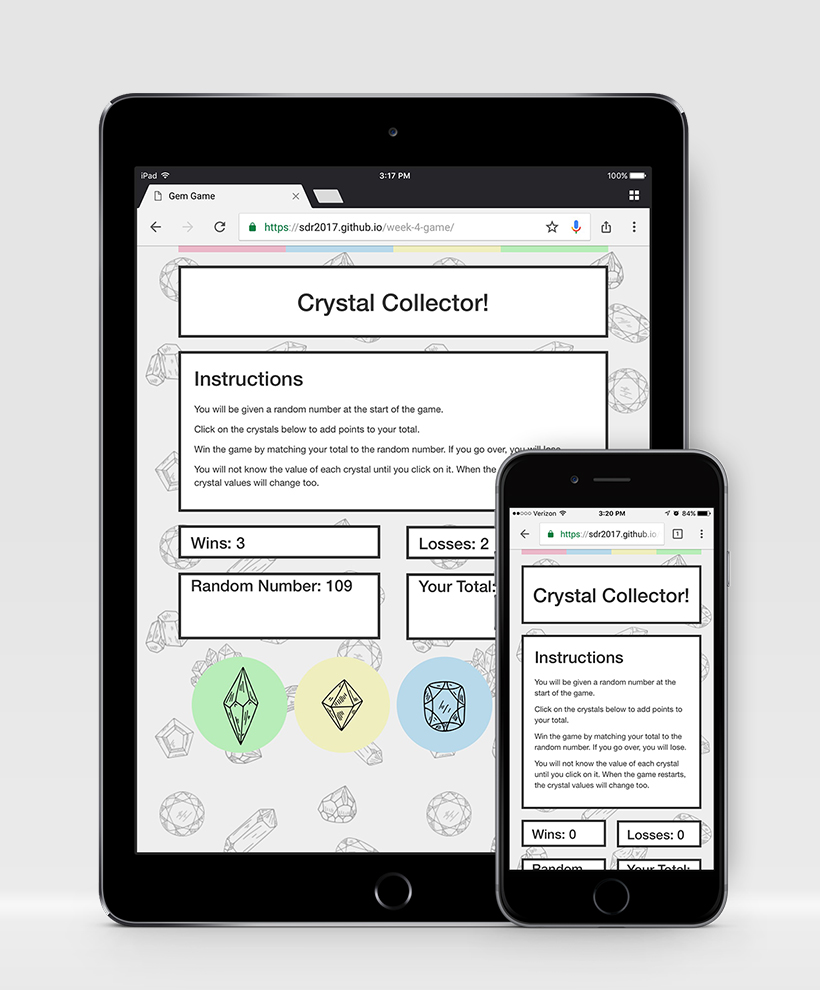 iPad 3:17 PM 100%
Gem Game
https://sdr2017.github.io/week-4-game/
Crystal Collector!
Instructions
You will be given a random number at the start of the game.
Click on the crystals below to add points to your total.
Win the game by matching your total to the random number. If you go over, you will lose.
You will not know the value of each crystal until you click on it. When the
crystal values will change too.
Wins: 3
Losses: 2
Random Number: 109
Your Total:
Verizon 3:20 PM 84%
https://sdr2017.github.io
1
Crystal Collector!
Instructions
You will be given a random number at the
start of the game.
Click on the crystals below to add points to
your total.
Win the game by matching your total to the
random number. If you go over, you will lose.
You will not know the value of each crystal
until you click on it. When the game restarts,
the crystal values will change too.
Wins: 0
Losses: 0
Random
Your Total: